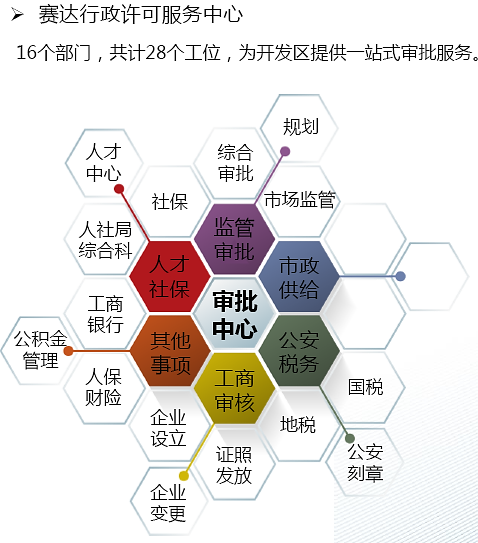 赛达行政许可服务中心
16个部门，共计28个工位，为开发区提供一站式审批服务。
规划
人才
中心
综合
审批
社保
市场监管
人社局
综合科
监管
审批
人才
社保
市政
供给
工商
银行
审批
中心
公积金
管理
其他
事项
公安
税务
人保
财险
工商
审核
国税
企业
设立
地税
证照
发放
公安
刻章
企业
变更